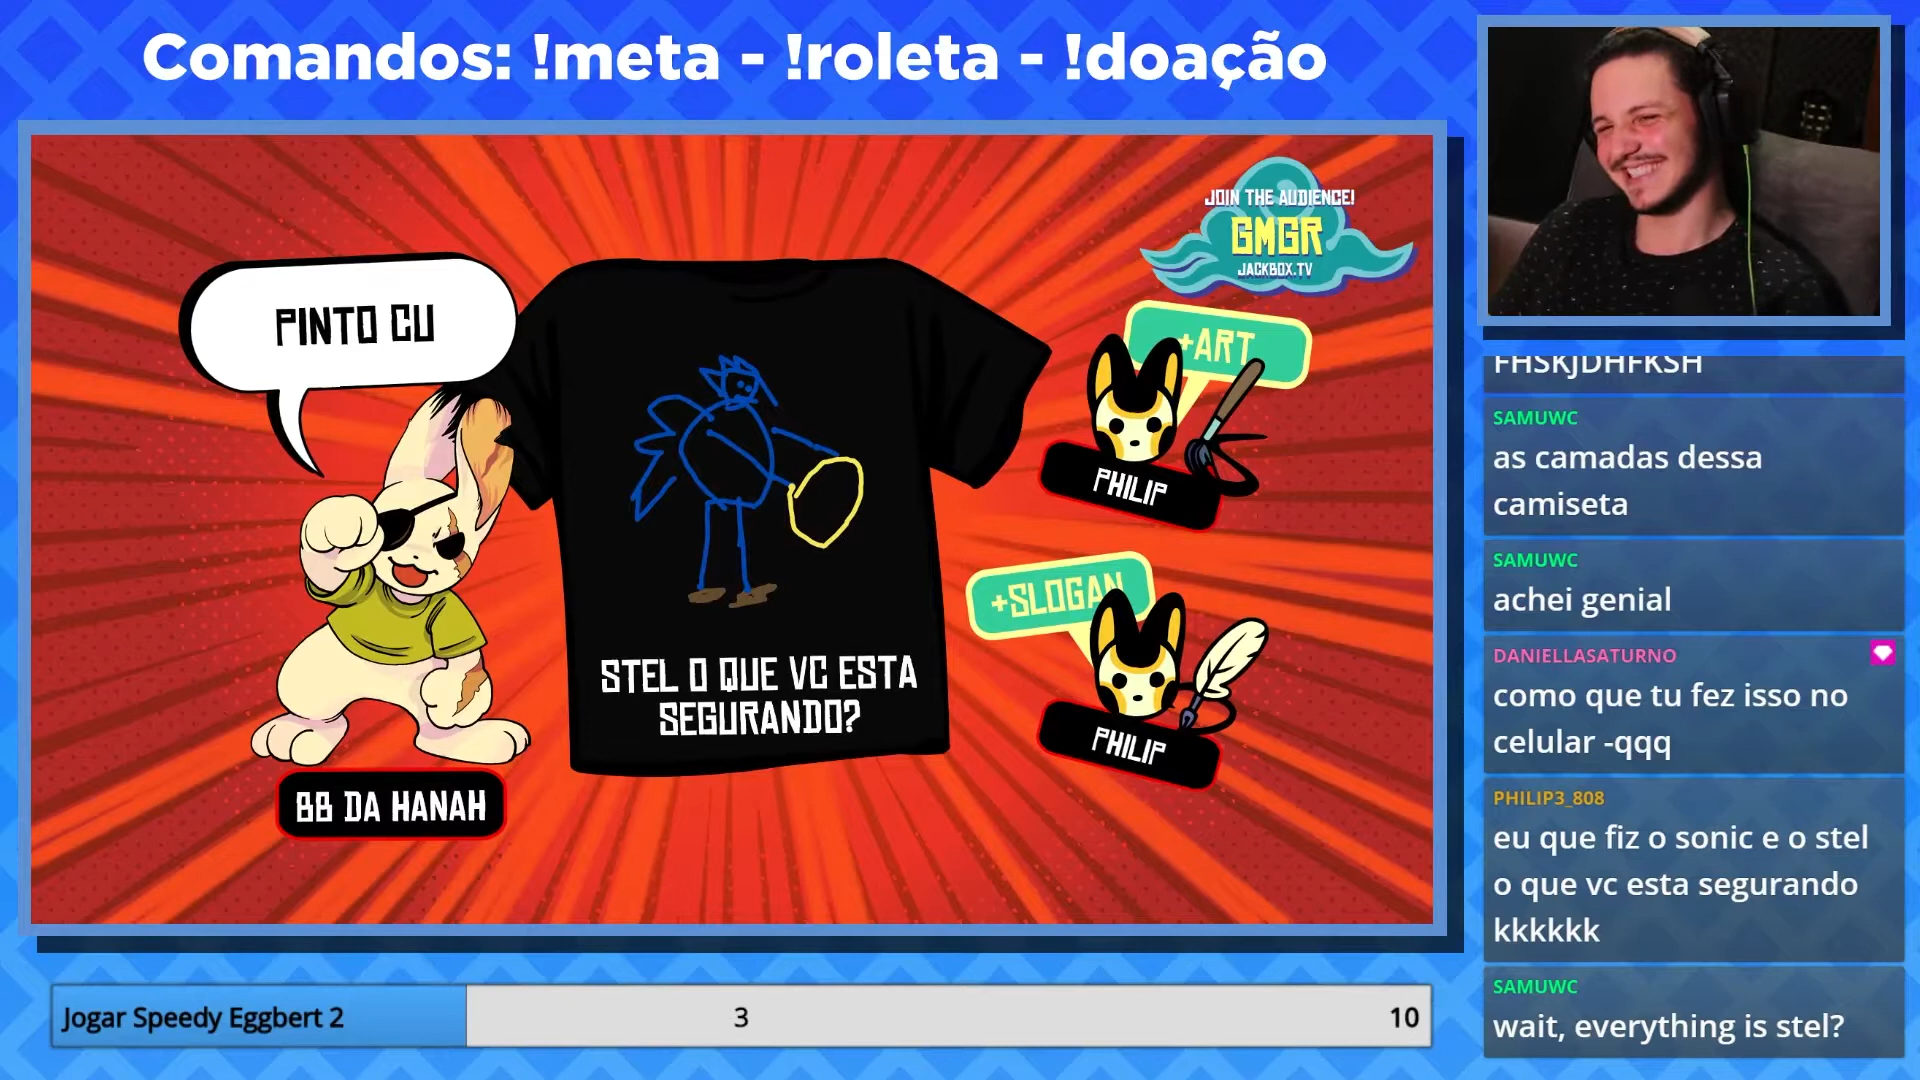 Comandos: !meta - !roleta - !doação
JOIN THE AUDIENCE!
GMGR
JACKBOX.TV
PINTO CU
+ART
PHILIP
+SLOGAN
PHILIP
STEL O QUE VC ESTA
SEGURANDO?
BB DA HANAH
Jogar Speedy Eggbert 2
3
10
FHSKJDHFKSH
SAMUWC
as camadas dessa
camiseta
SAMUWC
achei genial
DANIELLASATURNO
como que tu fez isso no
celular -qqq
PHILIP3_808
eu que fiz o sonic e o stel
o que vc esta segurando
kkkkkk
SAMUWC
wait, everything is stel?